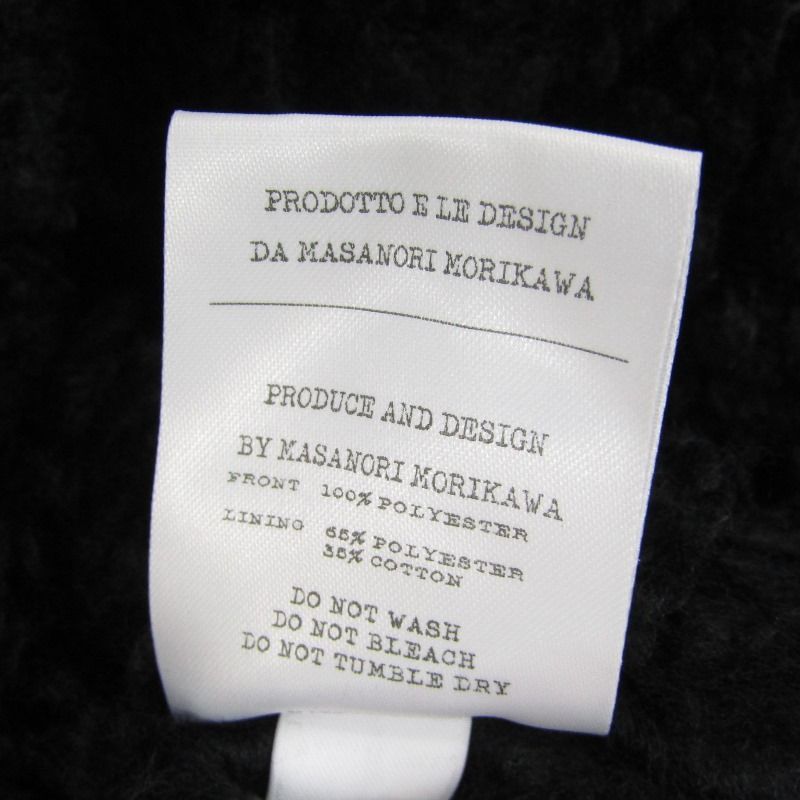 PRODOTTO E LE DESIGN
DA MASANORI MORIKAWA
PRODUCE AND DESIGN
BY MASANORI MORIKAWA
FRONT 100% POLYESTER
LINING 65% POLYESTER
35% COTTON
DO NOT WASH
DO NOT BLEACH
DO NOT TUMBLE DRY